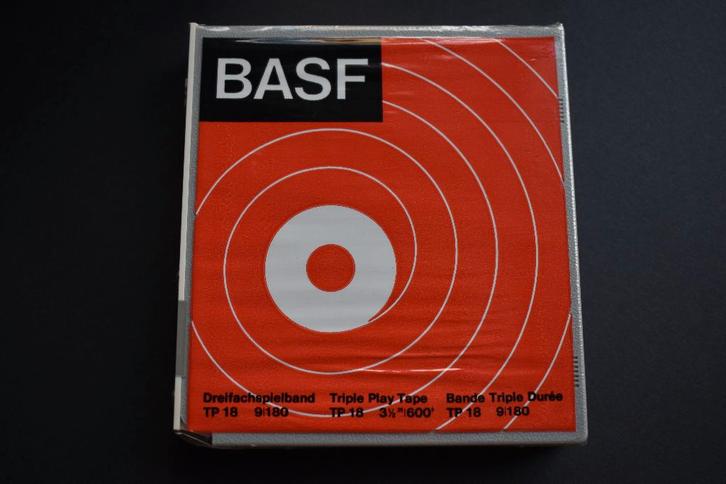 BASF
Dreifachspielband Triple Play Tape Bande Triple Durée
TP 18 9|180 TP 18 3½"|600' TP 18 9|180